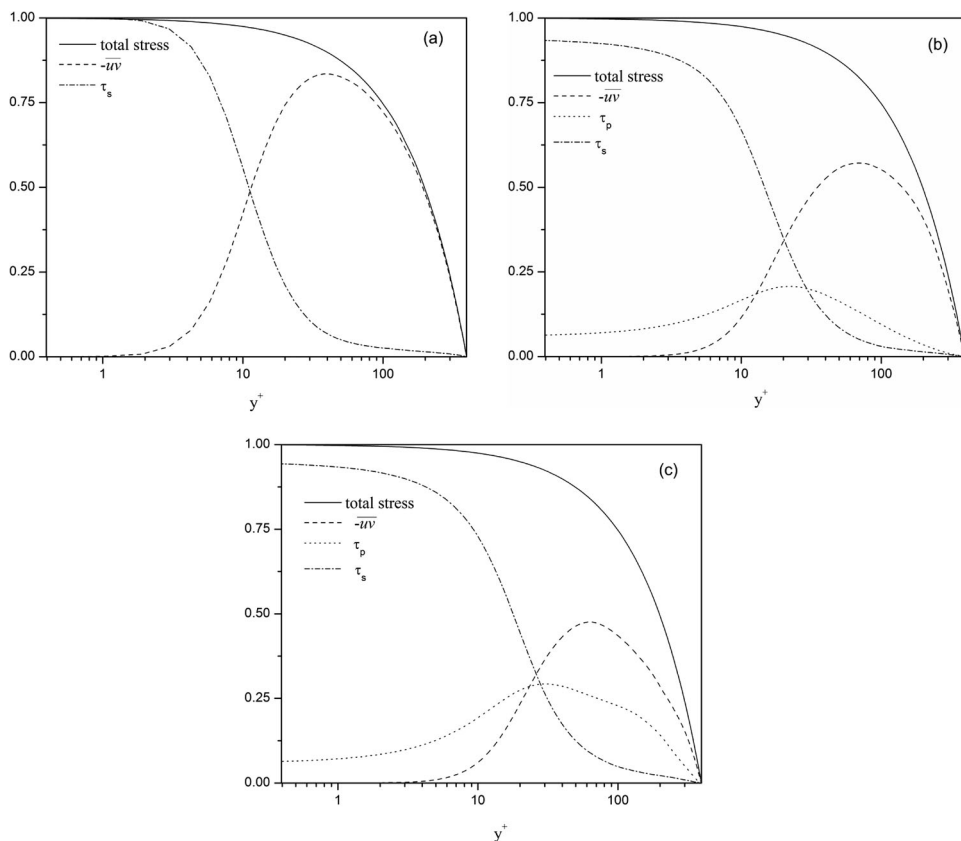 1.00
0.75
0.50
0.25
0.00
(a)
total stress
-uv
τs
1
10
100
y+
1.00
0.75
0.50
0.25
0.00
(b)
total stress
-uv
τp
τs
1
10
100
y+
1.00
0.75
0.50
0.25
0.00
(c)
total stress
-uv
τp
τs
1
10
100
y+